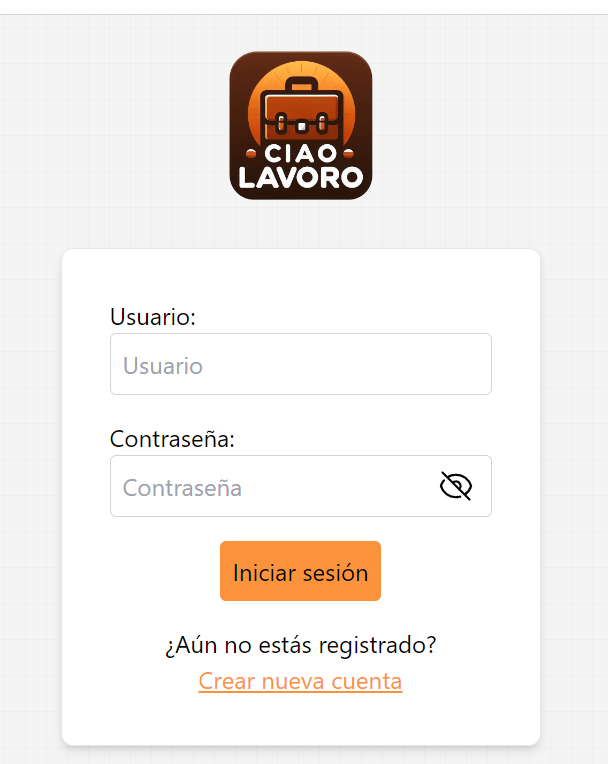 CIAO
LAVORO
Usuario:
Usuario
Contraseña:
Contraseña
Iniciar sesión
¿Aún no estás registrado?
Crear nueva cuenta